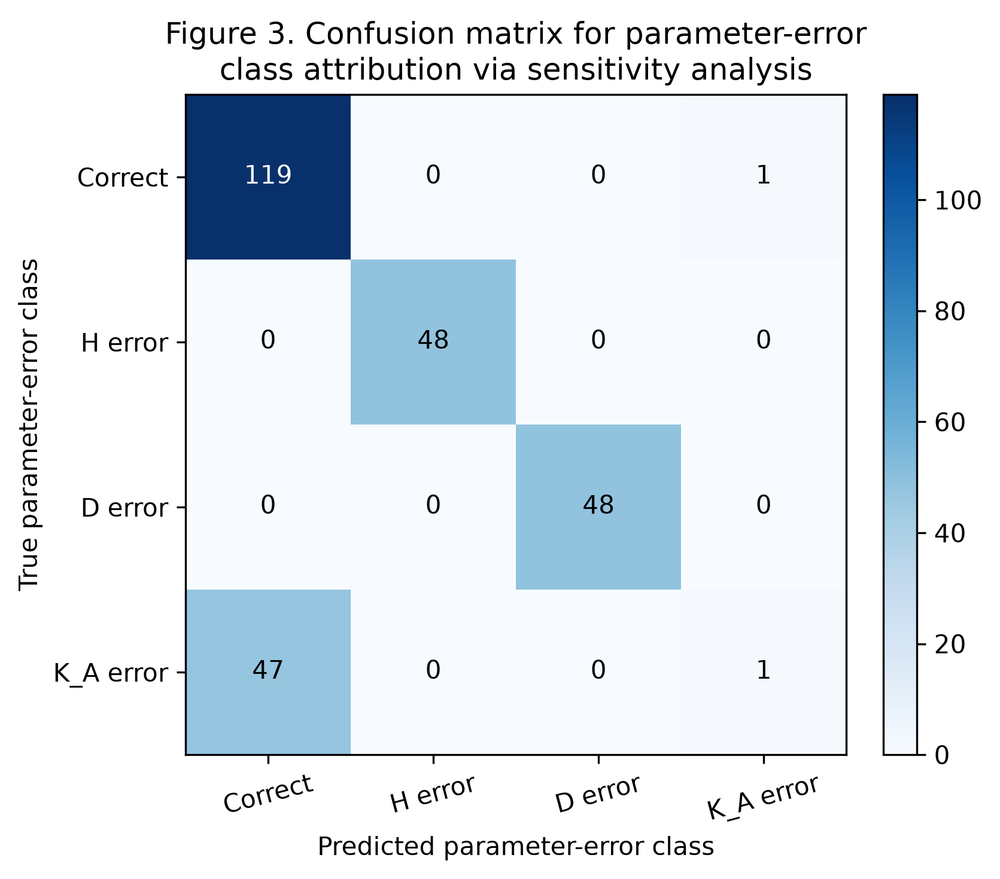 Figure 3. Confusion matrix for parameter-error
class attribution via sensitivity analysis
True parameter-error class
Correct
119
0
0
1
H error
0
48
0
0
D error
0
0
48
0
K_A error
47
0
0
1
Correct
H error
D error
K_A error
Predicted parameter-error class
100
80
60
40
20
0